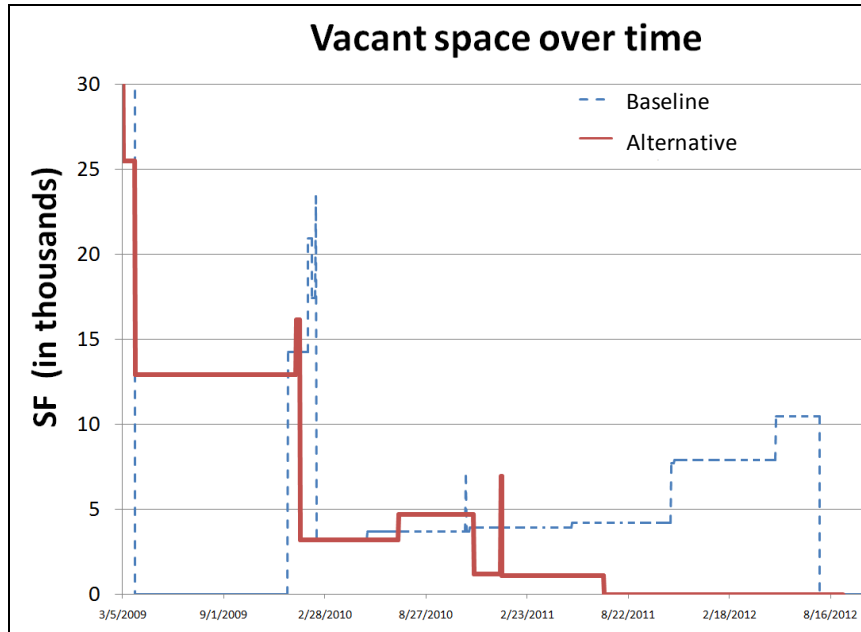 Vacant space over time
SF (in thousands)
30
25
20
15
10
5
0
Baseline
Alternative
3/5/2009 9/1/2009 2/28/2010 8/27/2010 2/23/2011 8/22/2011 2/18/2012 8/16/2012